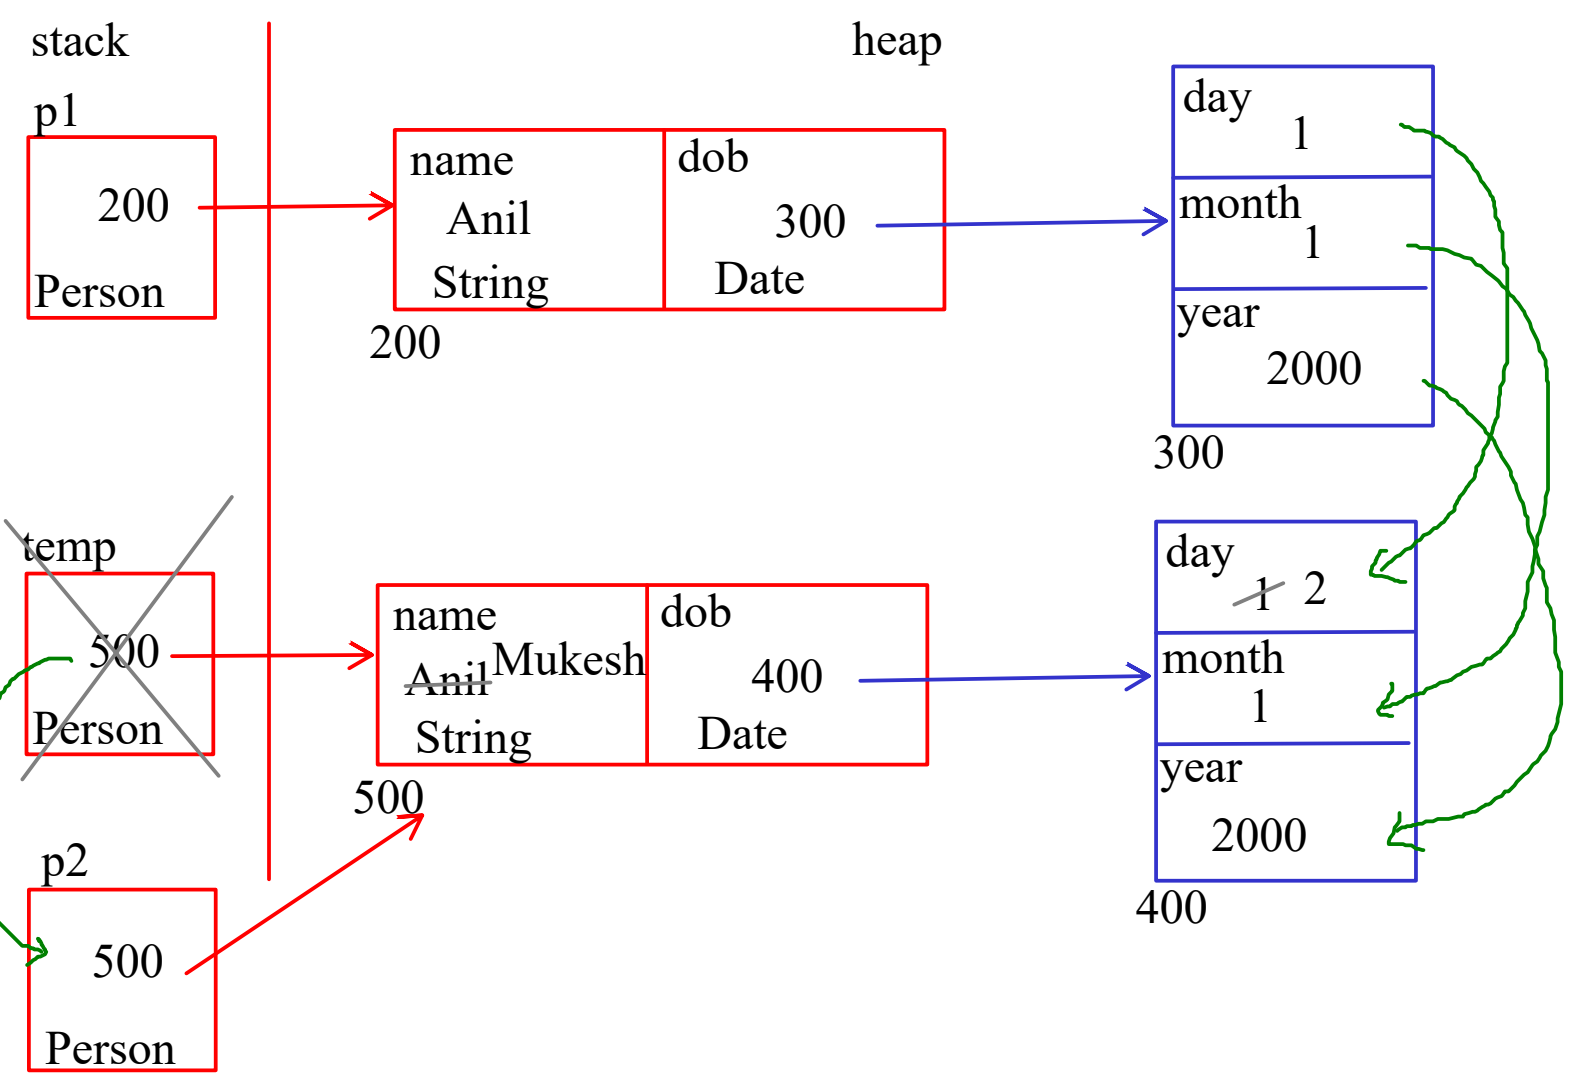 stack
heap
p1
200
Person
name
Anil
String
200
dob
300
Date
day
1
month
1
year
2000
300
temp
500
Person
name
Anil Mukesh
String
500
dob
400
Date
day
1 2
month
1
year
2000
400
p2
500
Person